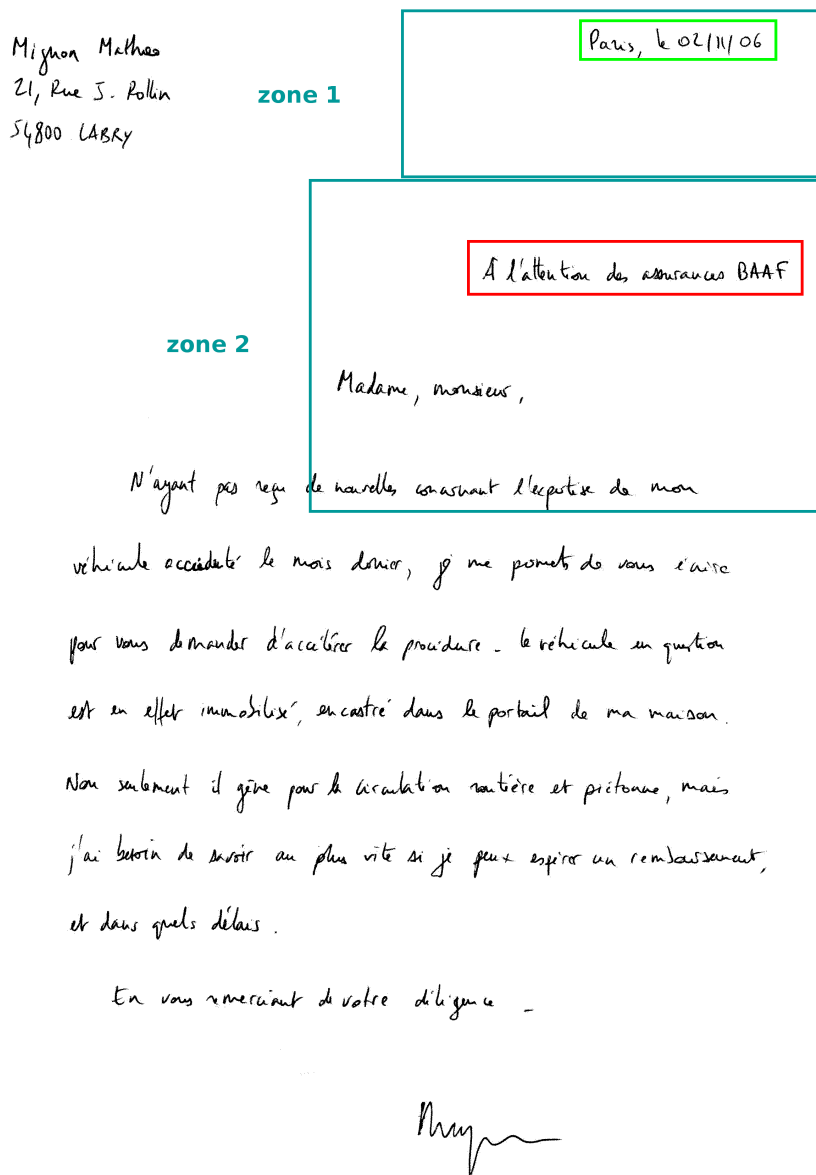 Mignon Mathes
21, Rue J. Rollin
54800 LABRY
zone 1
Paris, le 02/11/06
À l'attention des assurances BAAF
zone 2
Madame, monsieur,
N'ayant pas reçu de nouvelles concernant l'expertise de mon
véhicule accidenté le mois dernier, je me permets de vous écrire
pour vous demander d'accélérer la procédure. le véhicule en question
est en effet immobilisé, encastré dans le portail de ma maison.
Non seulement il gêne pour la circulation routière et piétonne, mais
j'ai besoin de savoir au plus vite si je peux espérer un remboursement,
et dans quels délais.
En vous remerciant de votre diligence.